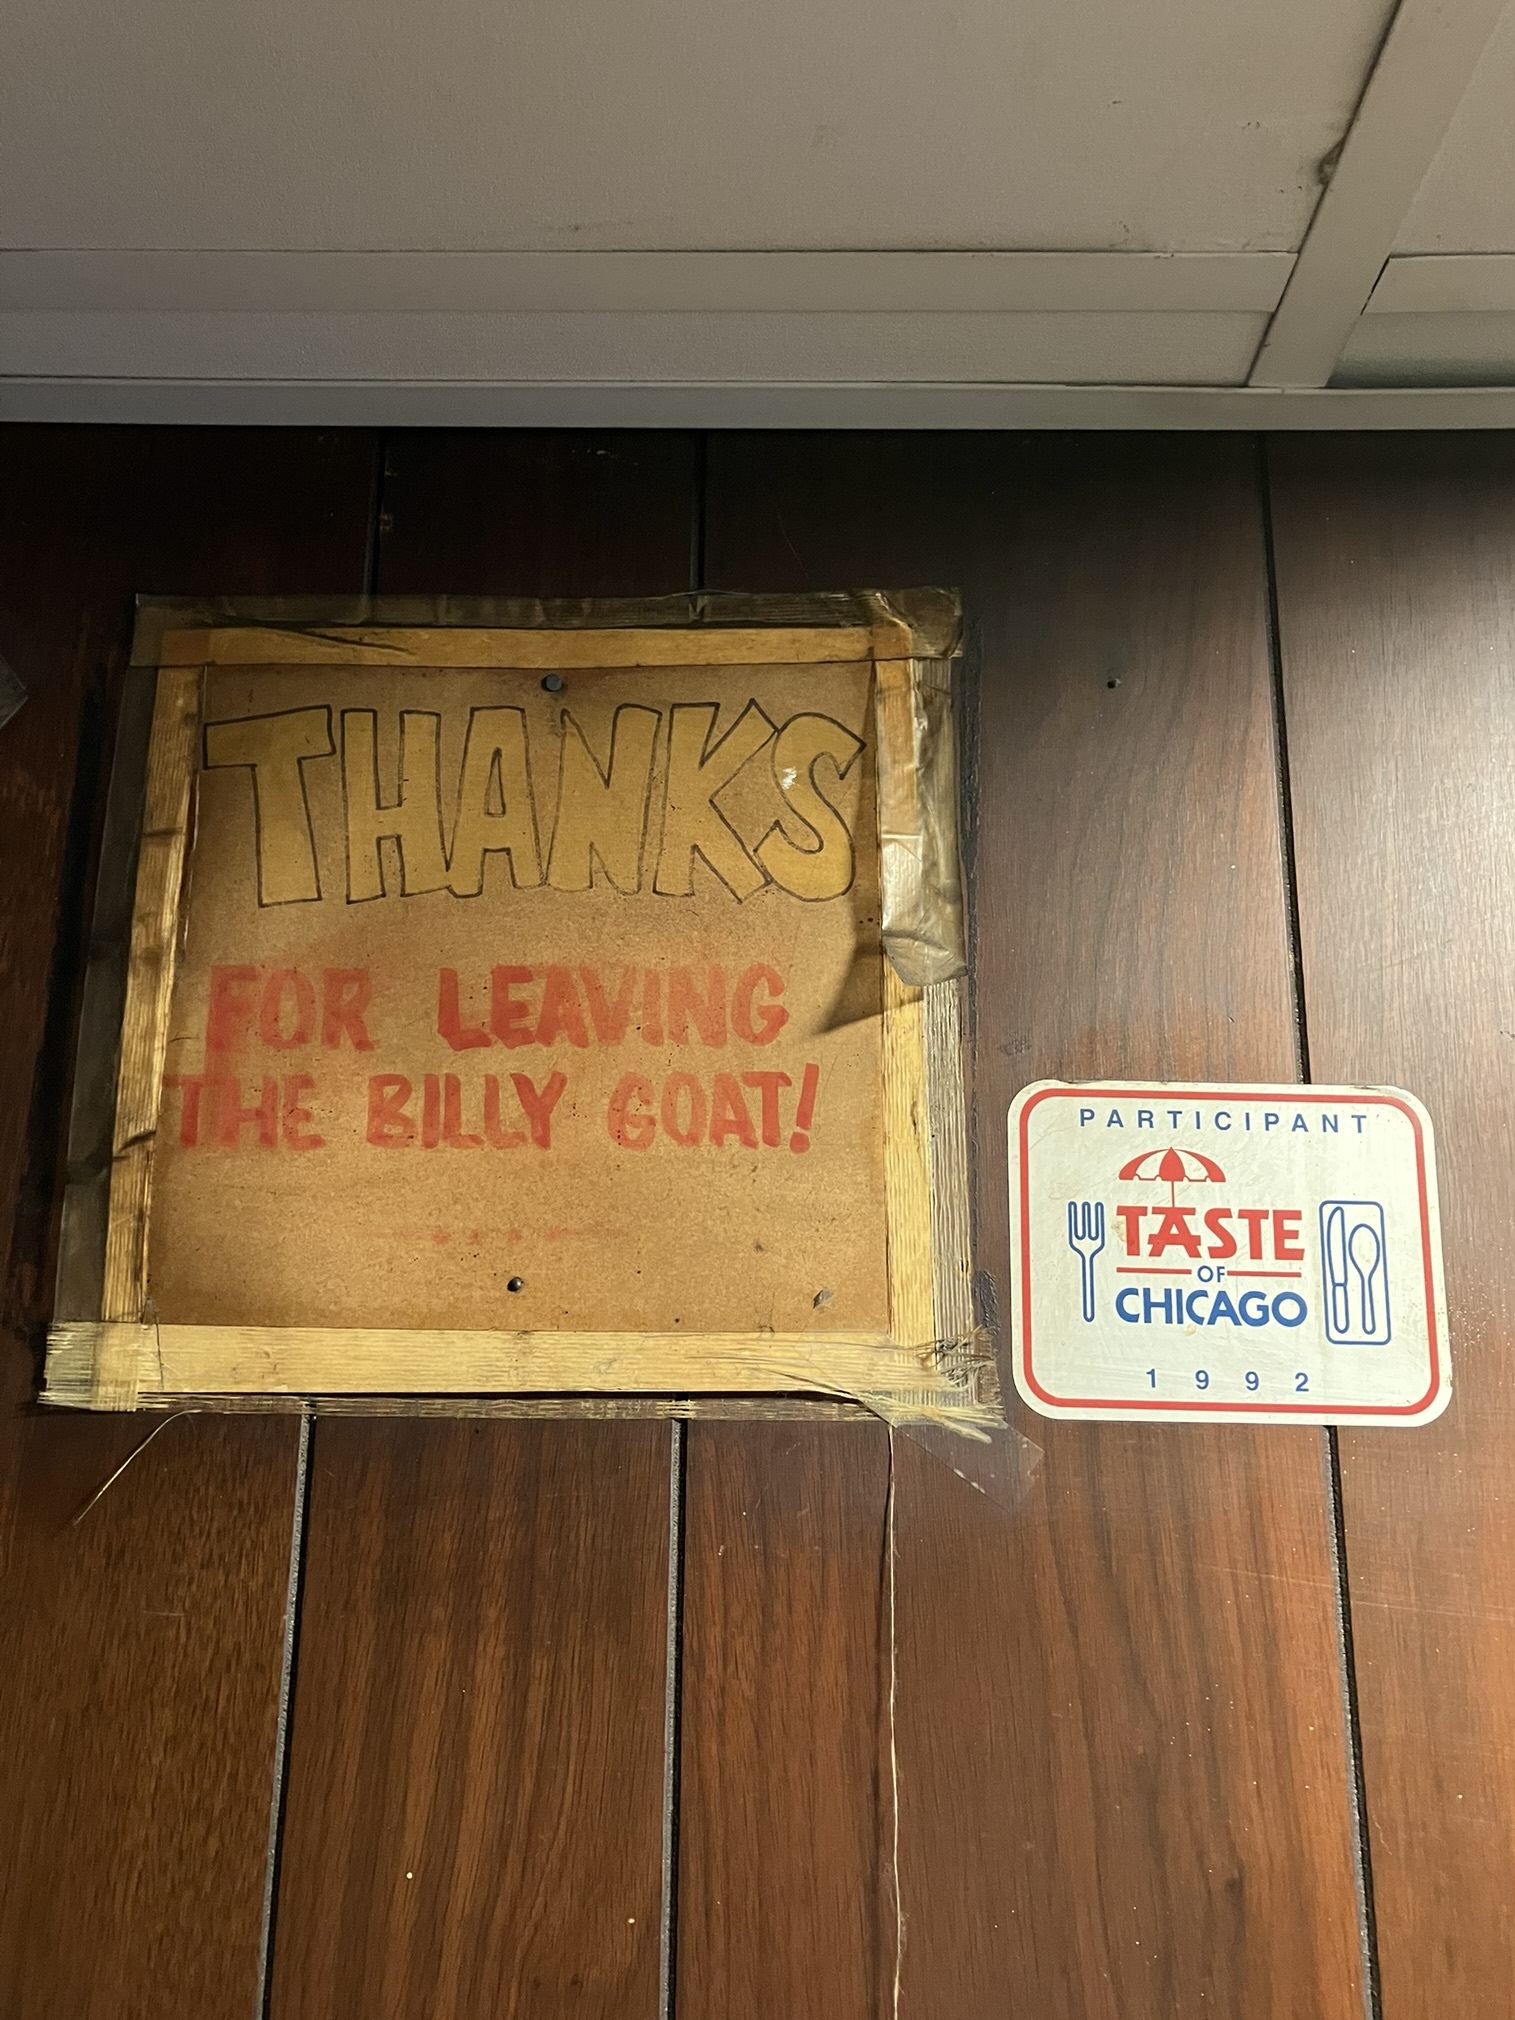 THANKS
FOR LEAVING
THE BILLY GOAT!
PARTICIPANT
TASTE
OF
CHICAGO
1992